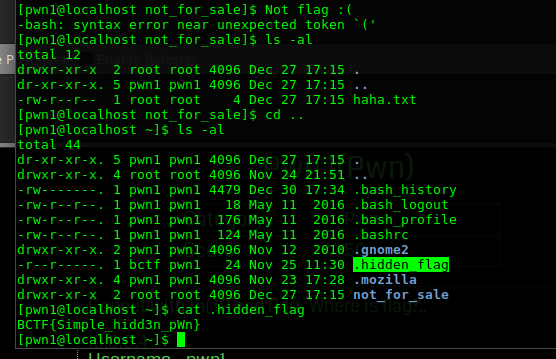 [pwn1@localhost not_for_sale]$ Not flag :(
-bash: syntax error near unexpected token `('
[pwn1@localhost not_for_sale]$ ls -al
total 12
drwxr-xr-x  2 root root 4096 Dec 27 17:15 .
dr-xr-xr-x. 5 pwn1 pwn1 4096 Dec 27 17:15 ..
-rw-r--r--  1 root root    4 Dec 27 17:15 haha.txt
[pwn1@localhost not_for_sale]$ cd ..
[pwn1@localhost ~]$ ls -al
total 44
dr-xr-xr-x. 5 pwn1 pwn1 4096 Dec 27 17:15 .
drwxr-xr-x. 4 root root 4096 Nov 24 21:51 ..
-rw-------. 1 pwn1 pwn1 4479 Dec 30 17:34 .bash_history
-rw-r--r--. 1 pwn1 pwn1   18 May 11  2016 .bash_logout
-rw-r--r--. 1 pwn1 pwn1  176 May 11  2016 .bash_profile
-rw-r--r--. 1 pwn1 pwn1  124 May 11  2016 .bashrc
drwxr-xr-x. 2 pwn1 pwn1 4096 Nov 12  2010 .gnome2
-r--r-----. 1 bctf pwn1   24 Nov 25 11:30 .hidden_flag
drwxr-xr-x. 4 pwn1 pwn1 4096 Nov 23 17:28 .mozilla
drwxr-xr-x  2 root root 4096 Dec 27 17:15 not_for_sale
[pwn1@localhost ~]$ cat .hidden_flag
BCTF{Simple_hidd3n_pWn}
[pwn1@localhost ~]$